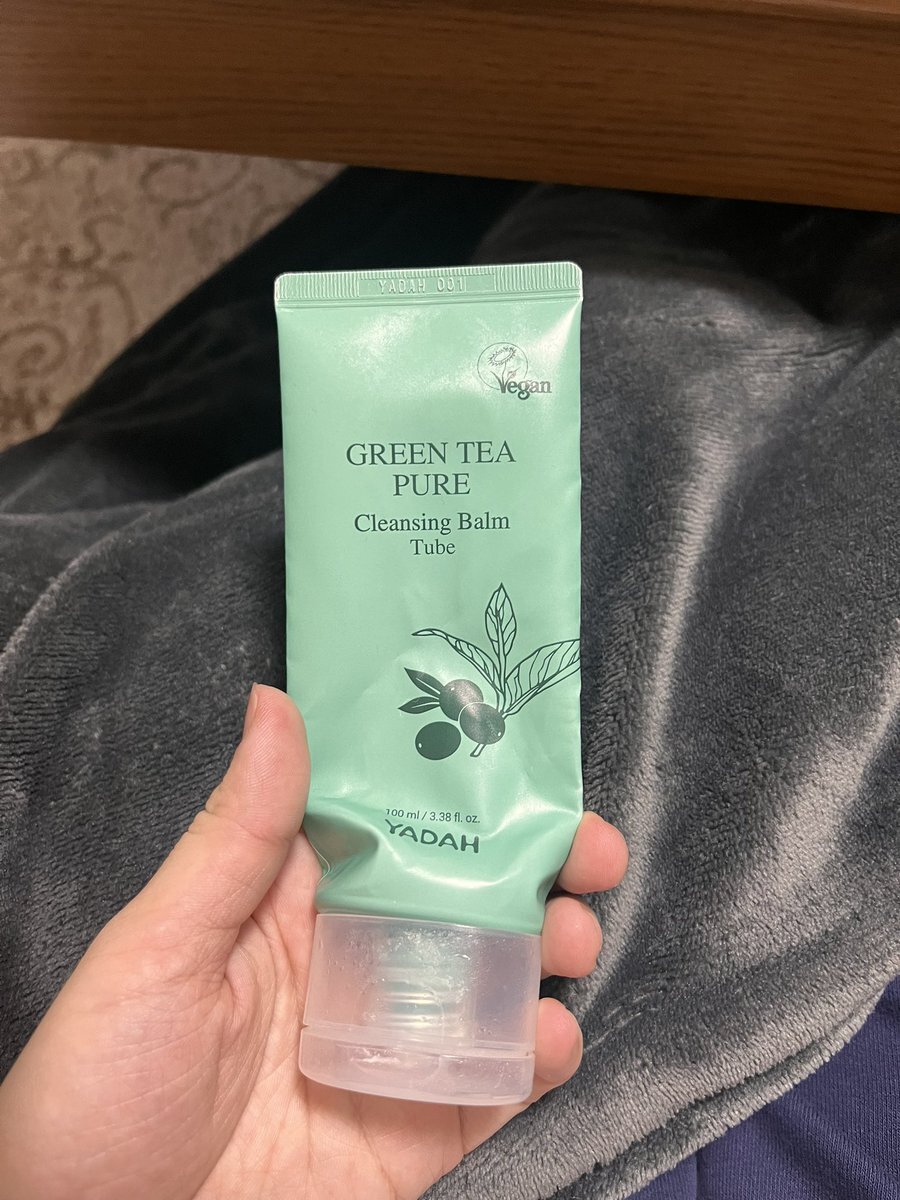 YADAH 001
Vegan
GREEN TEA
PURE
Cleansing Balm
Tube
100 ml / 3.38 fl. oz.
YADAH